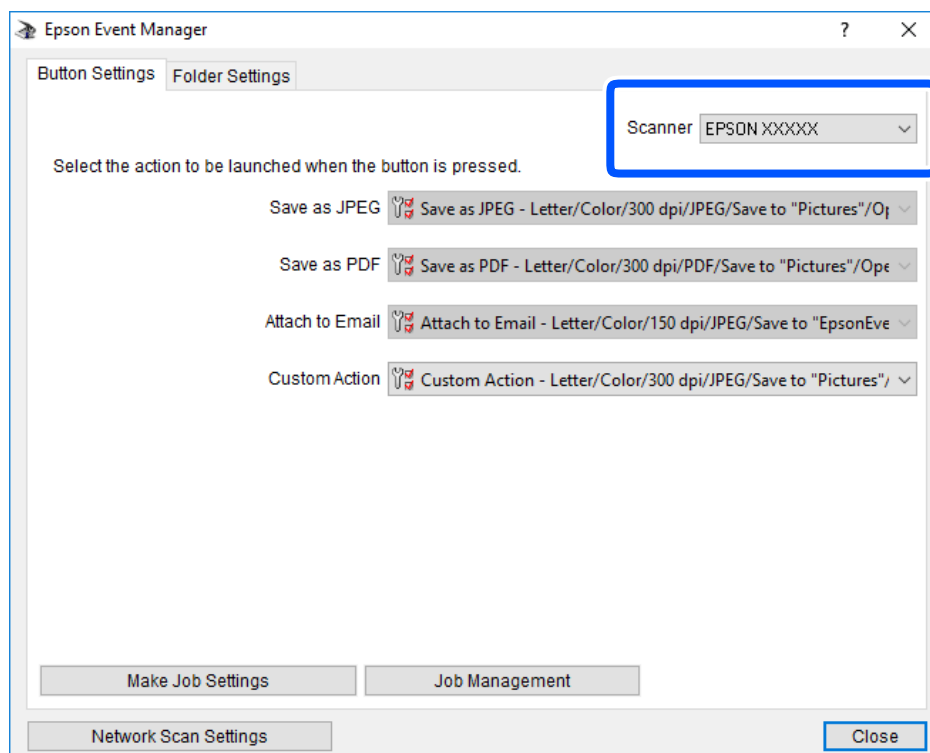 Epson Event Manager
Button Settings Folder Settings
Scanner EPSON XXXXX
Select the action to be launched when the button is pressed.
Save as JPEG Save as JPEG - Letter/Color/300 dpi/JPEG/Save to "Pictures"/Op
Save as PDF Save as PDF - Letter/Color/300 dpi/PDF/Save to "Pictures"/Ope
Attach to Email Attach to Email - Letter/Color/150 dpi/JPEG/Save to "EpsonEve
Custom Action Custom Action - Letter/Color/300 dpi/JPEG/Save to "Pictures"/
Make Job Settings Job Management
Network Scan Settings Close